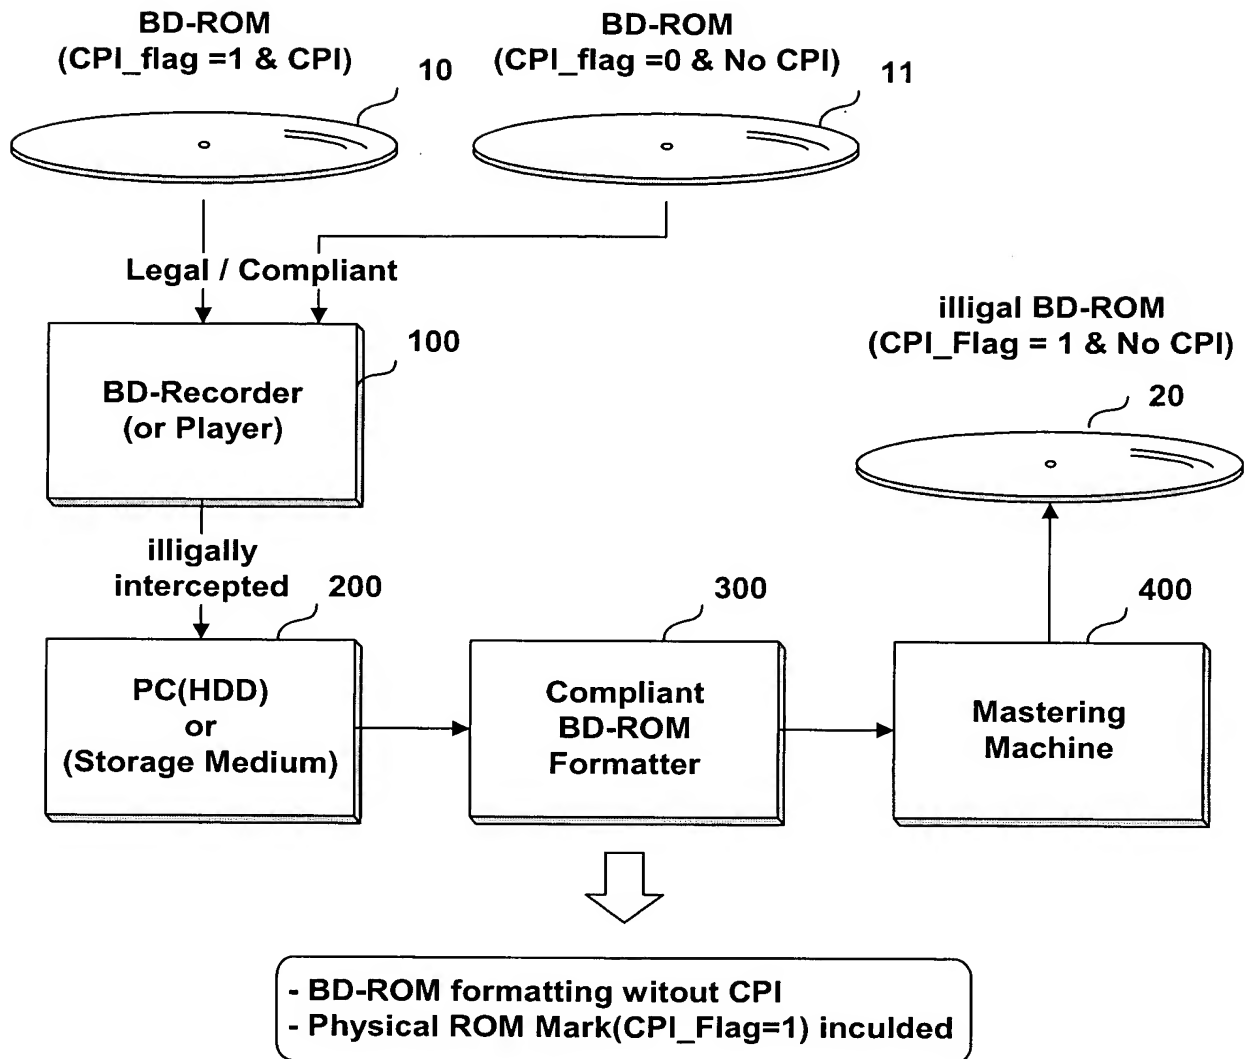 BD-ROM
(CPI_flag =1 & CPI)
10
BD-ROM
(CPI_flag =0 & No CPI)
11
Legal / Compliant
BD-Recorder
(or Player)
100
illigal BD-ROM
(CPI_Flag = 1 & No CPI)
20
illigally
intercepted
200
PC(HDD)
or
(Storage Medium)
300
Compliant
BD-ROM
Formatter
400
Mastering
Machine
- BD-ROM formatting witout CPI
- Physical ROM Mark(CPI_Flag=1) inculded